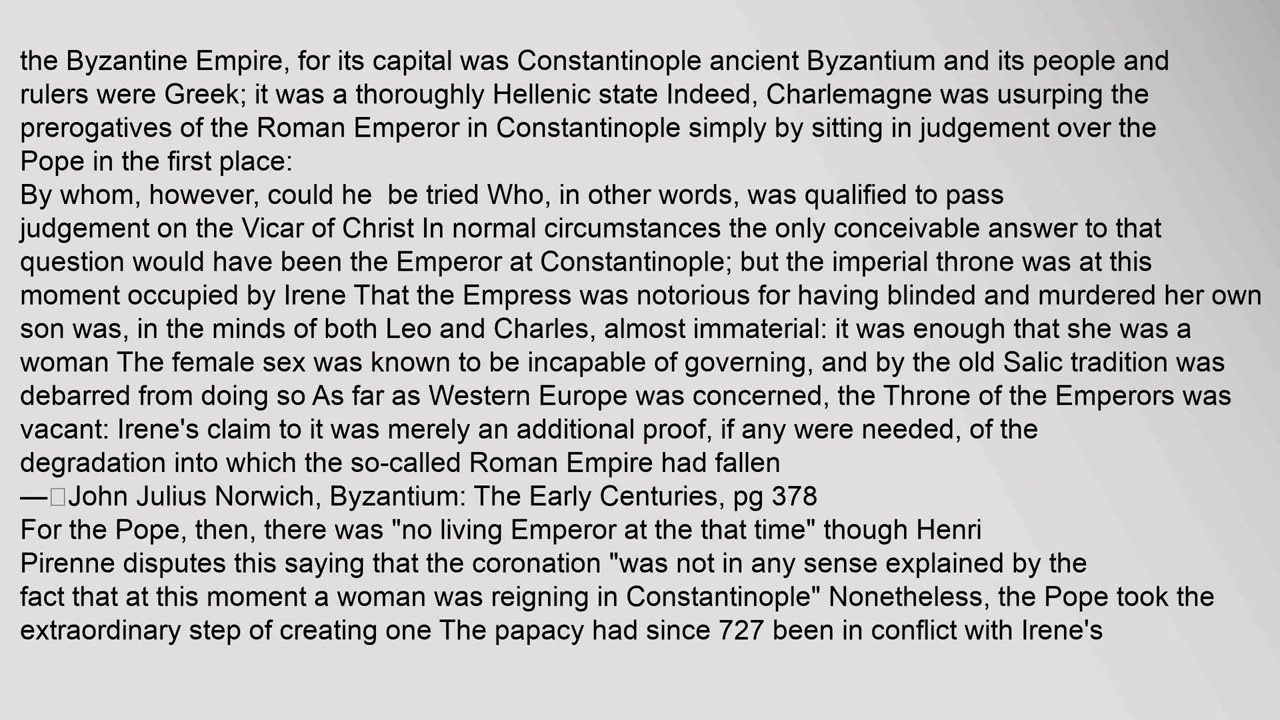 the Byzantine Empire, for its capital was Constantinople ancient Byzantium and its people and
rulers were Greek; it was a thoroughly Hellenic state Indeed, Charlemagne was usurping the
prerogatives of the Roman Emperor in Constantinople simply by sitting in judgement over the
Pope in the first place:
By whom, however, could he  be tried Who, in other words, was qualified to pass
judgement on the Vicar of Christ In normal circumstances the only conceivable answer to that
question would have been the Emperor at Constantinople; but the imperial throne was at this
moment occupied by Irene That the Empress was notorious for having blinded and murdered her own
son was, in the minds of both Leo and Charles, almost immaterial: it was enough that she was a
woman The female sex was known to be incapable of governing, and by the old Salic tradition was
debarred from doing so As far as Western Europe was concerned, the Throne of the Emperors was
vacant: Irene's claim to it was merely an additional proof, if any were needed, of the
degradation into which the so-called Roman Empire had fallen
—□John Julius Norwich, Byzantium: The Early Centuries, pg 378
For the Pope, then, there was "no living Emperor at the that time" though Henri
Pirenne disputes this saying that the coronation "was not in any sense explained by the
fact that at this moment a woman was reigning in Constantinople" Nonetheless, the Pope took the
extraordinary step of creating one The papacy had since 727 been in conflict with Irene's